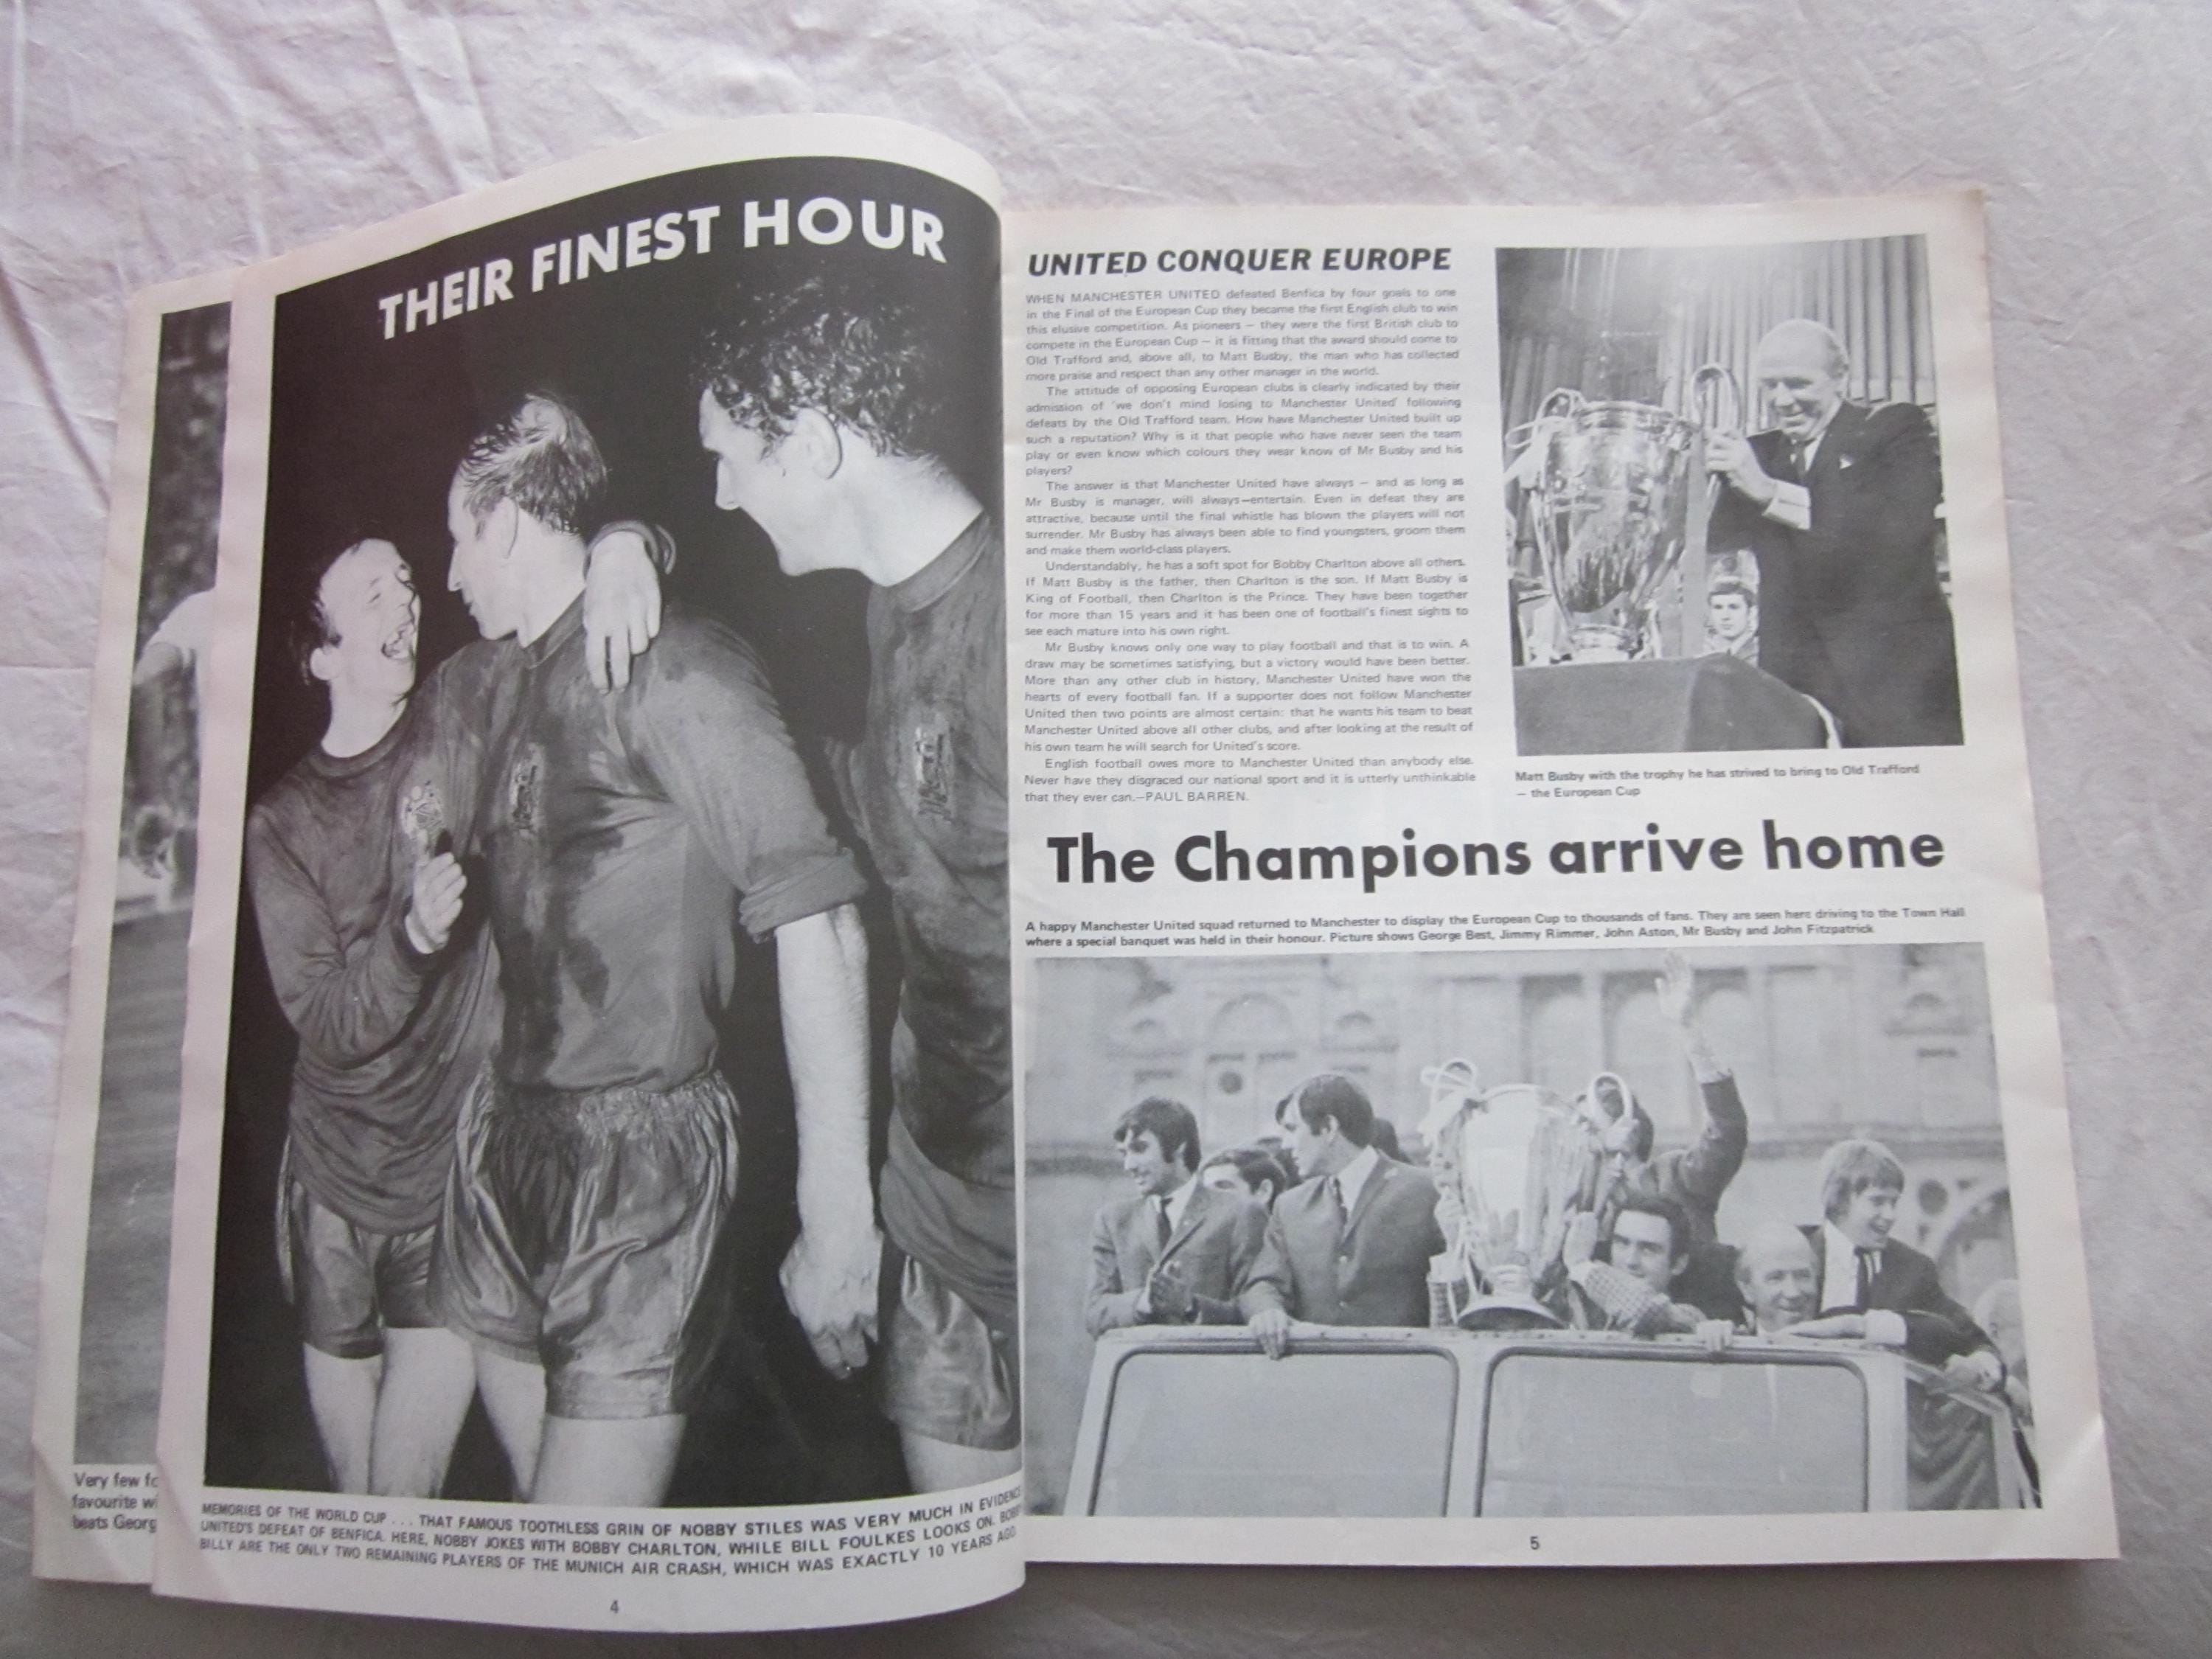 Very few fo
favourite wi
beats Georg
THEIR FINEST HOUR
MEMORIES OF THE WORLD CUP . . . THAT FAMOUS TOOTHLESS GRIN OF NOBBY STILES WAS VERY MUCH IN EVIDENCE
UNITED'S DEFEAT OF BENFICA. HERE, NOBBY JOKES WITH BOBBY CHARLTON, WHILE BILL FOULKES LOOKS ON. BOBBY
BILLY ARE THE ONLY TWO REMAINING PLAYERS OF THE MUNICH AIR CRASH, WHICH WAS EXACTLY 10 YEARS AGO
4
UNITED CONQUER EUROPE
WHEN MANCHESTER UNITED defeated Benfica by four goals to one
in the Final of the European Cup they became the first English club to win
this elusive competition. As pioneers — they were the first British club to
compete in the European Cup — it is fitting that the award should come to
Old Trafford and, above all, to Matt Busby, the man who has collected
more praise and respect than any other manager in the world.
The attitude of opposing European clubs is clearly indicated by their
admission of 'we don't mind losing to Manchester United' following
defeats by the Old Trafford team. How have Manchester United built up
such a reputation? Why is it that people who have never seen the team
play or even know which colours they wear know of Mr Busby and his
players?
The answer is that Manchester United have always — and as long as
Mr Busby is manager, will always—entertain. Even in defeat they are
attractive, because until the final whistle has blown the players will not
surrender. Mr Busby has always been able to find youngsters, groom them
and make them world-class players.
Understandably, he has a soft spot for Bobby Charlton above all others.
If Matt Busby is the father, then Charlton is the son. If Matt Busby is
King of Football, then Charlton is the Prince. They have been together
for more than 15 years and it has been one of football's finest sights to
see each mature into his own right.
Mr Busby knows only one way to play football and that is to win. A
draw may be sometimes satisfying, but a victory would have been better.
More than any other club in history, Manchester United have won the
hearts of every football fan. If a supporter does not follow Manchester
United then two points are almost certain: that he wants his team to beat
Manchester United above all other clubs, and after looking at the result of
his own team he will search for United's score.
English football owes more to Manchester United than anybody else.
Never have they disgraced our national sport and it is utterly unthinkable
that they ever can.—PAUL BARREN.
Matt Busby with the trophy he has strived to bring to Old Trafford
— the European Cup
The Champions arrive home
A happy Manchester United squad returned to Manchester to display the European Cup to thousands of fans. They are seen here driving to the Town Hall
where a special banquet was held in their honour. Picture shows George Best, Jimmy Rimmer, John Aston, Mr Busby and John Fitzpatrick
5